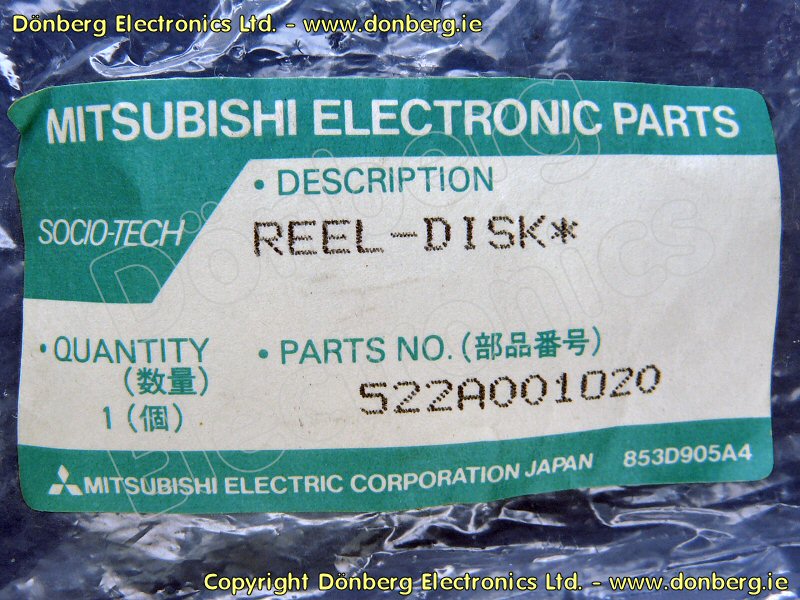 Dönberg Electronics Ltd. - www.donberg.ie
MITSUBISHI ELECTRONIC PARTS
• DESCRIPTION
SOCIO-TECH
REEL-DISK*
• QUANTITY
(数量)
1 (個)
• PARTS NO. (部品番号)
522A001020
MITSUBISHI ELECTRIC CORPORATION JAPAN 853D905A4
Dönberg
Electronics
Copyright Dönberg Electronics Ltd. - www.donberg.ie